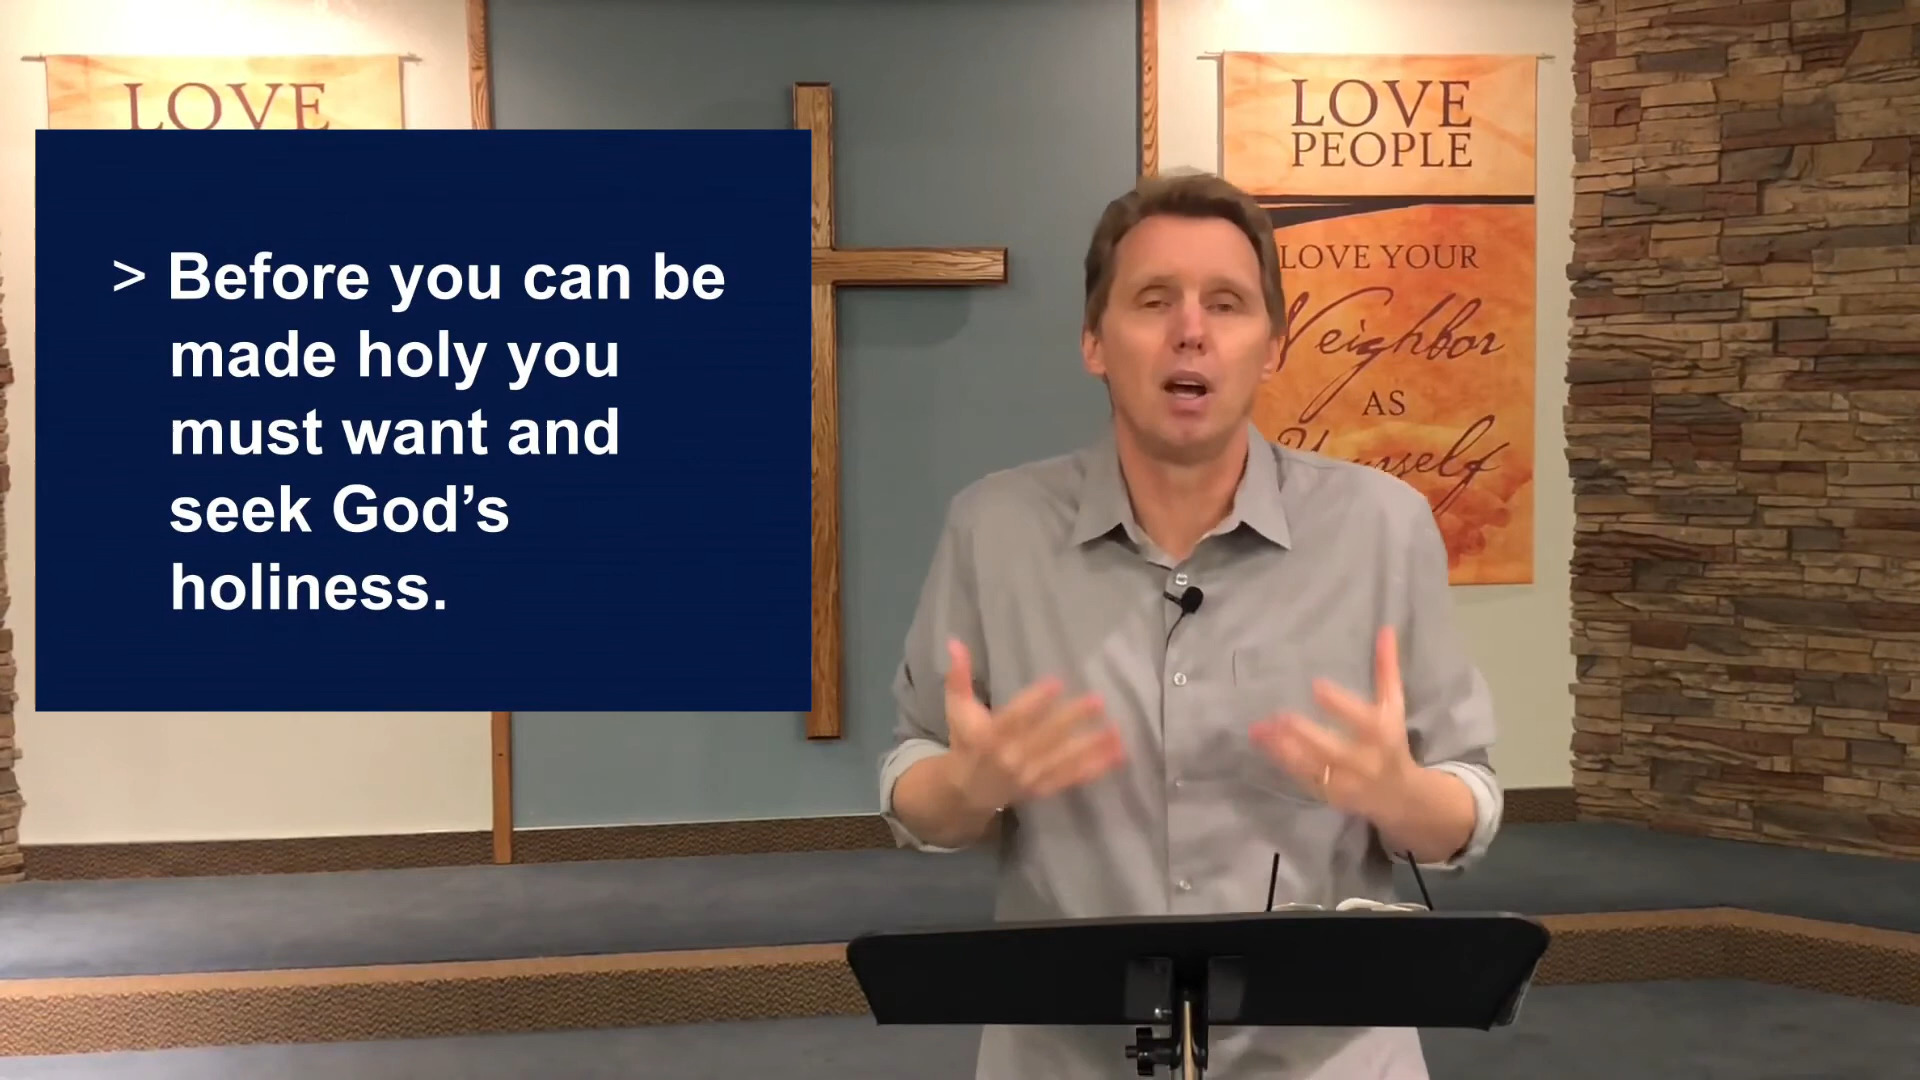 LOVE
> Before you can be
made holy you
must want and
seek God’s
holiness.
LOVE
PEOPLE
LOVE YOUR
Neighbor
AS
Yourself